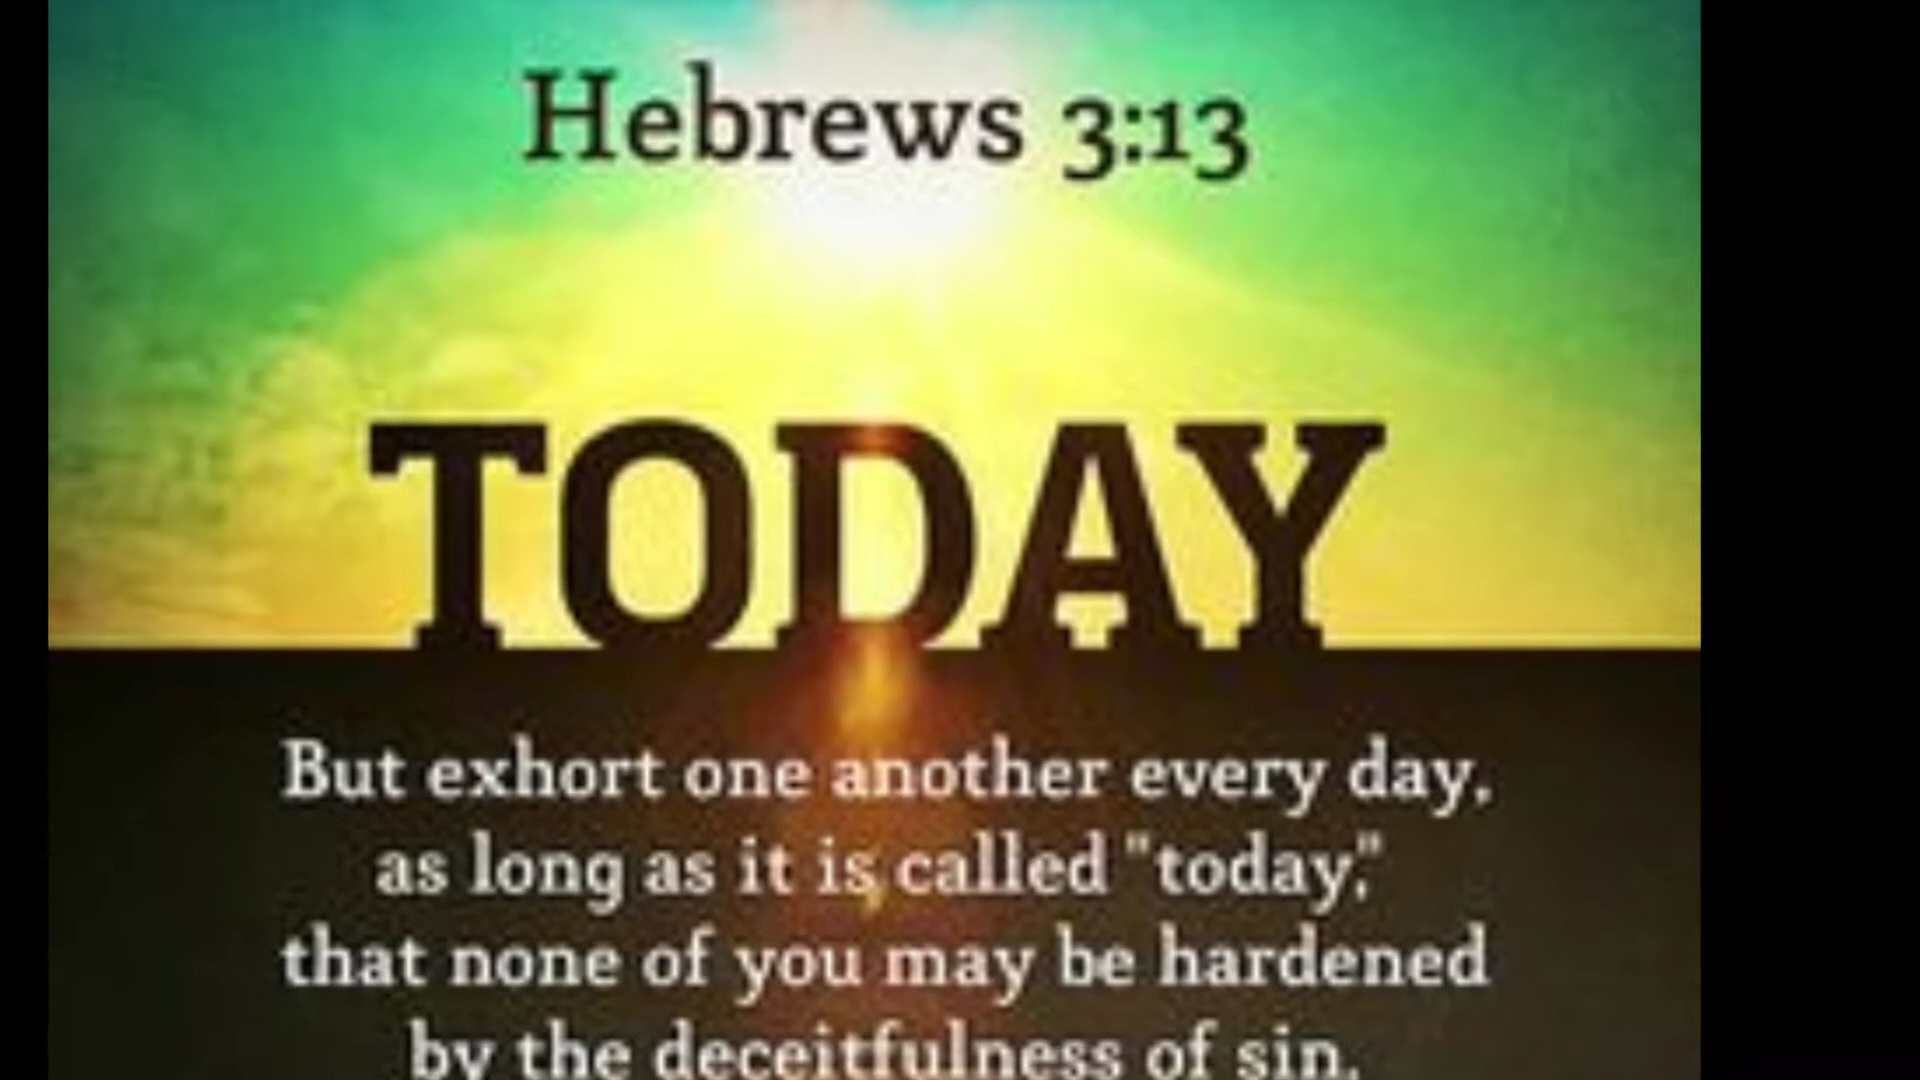 Hebrews 3:13
TODAY
But exhort one another every day,
as long as it is called "today,"
that none of you may be hardened
by the deceitfulness of sin.